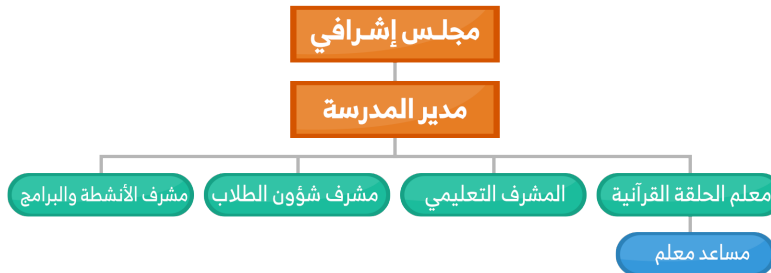 مجلس إشرافي
مدير المدرسة
معلم الحلقة القرآنية
المشرف التعليمي
مشرف شؤون الطلاب
مشرف الأنشطة والبرامج
مساعد معلم